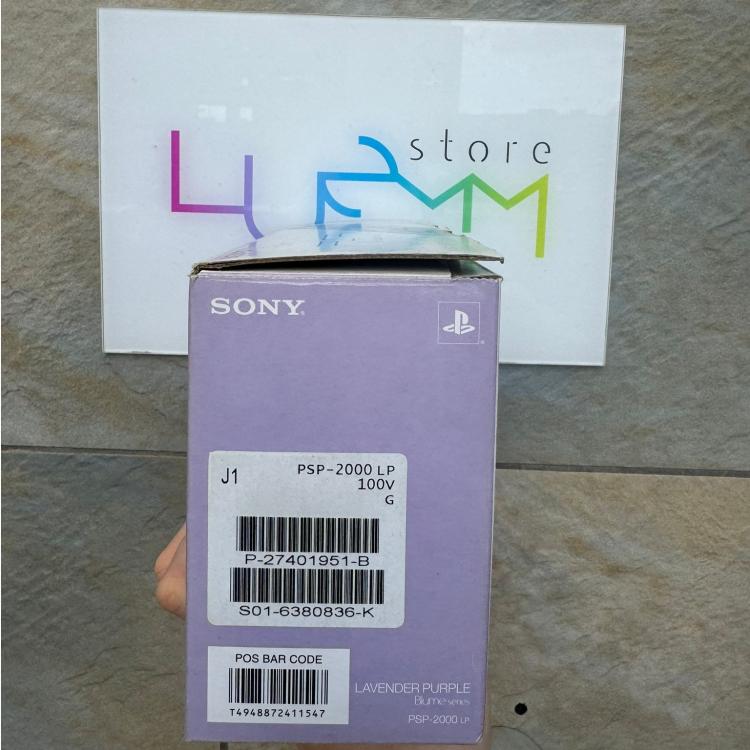 store
SONY
J1
PSP-2000 LP
100V
G
P-27401951-B
S01-6380836-K
POS BAR CODE
T4948872411547
LAVENDER PURPLE
Blume series
PSP-2000 LP